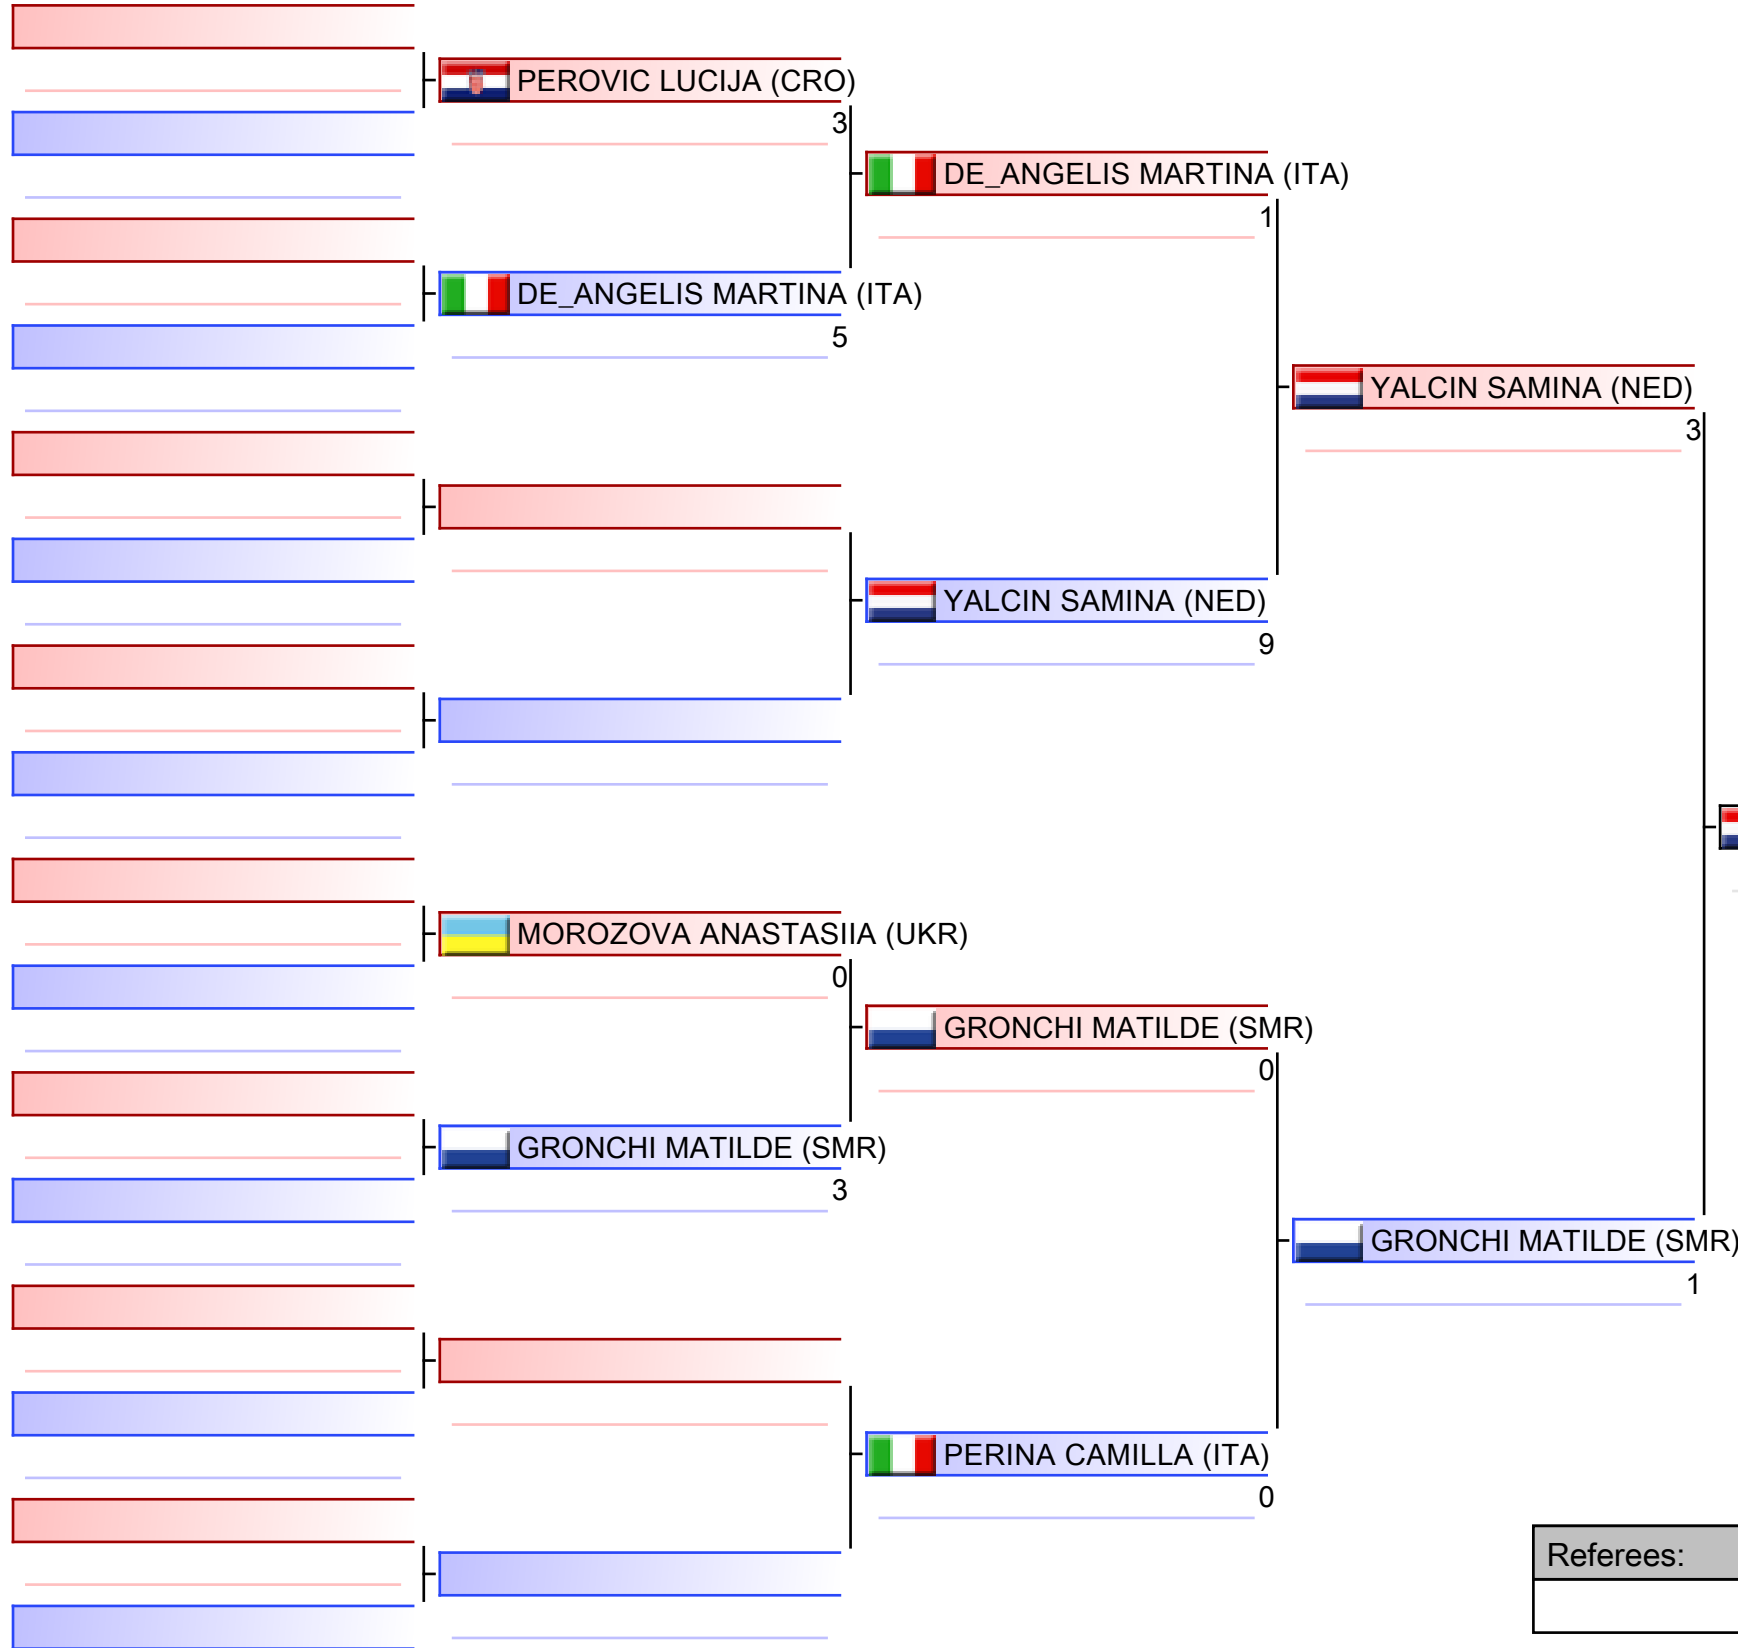 PEROVIC LUCIJA (CRO)
3
DE_ANGELIS MARTINA (ITA)
1
DE_ANGELIS MARTINA (ITA)
5
YALCIN SAMINA (NED)
3
YALCIN SAMINA (NED)
9
MOROZOVA ANASTASIIA (UKR)
0
GRONCHI MATILDE (SMR)
0
GRONCHI MATILDE (SMR)
3
GRONCHI MATILDE (SMR)
1
PERINA CAMILLA (ITA)
0
Referees: